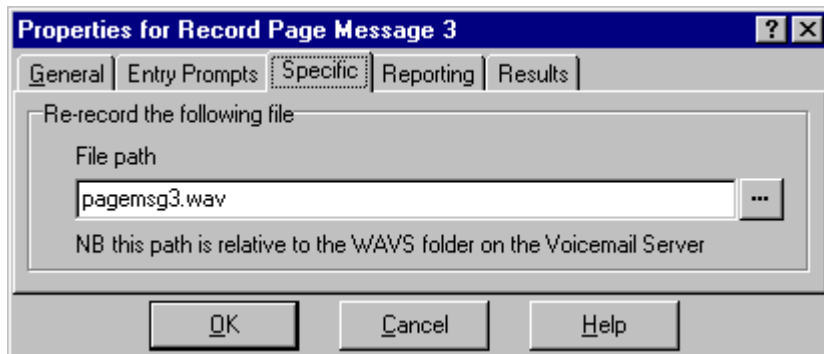 Properties for Record Page Message 3
? ×
General Entry Prompts Specific Reporting Results
Re-record the following file
File path
pagemsg3.wav ...
NB this path is relative to the WAVS folder on the Voicemail Server
OK Cancel Help